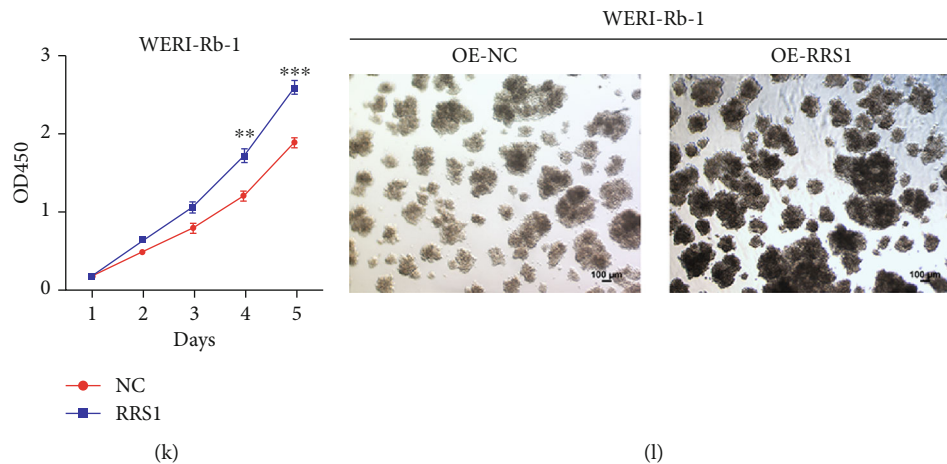 WERI-Rb-1
3
2
1
0
OD450
**
***
1 2 3 4 5
Days
NC
RRS1
(k)
WERI-Rb-1
OE-NC OE-RRS1
100 µm 100 µm
(l)